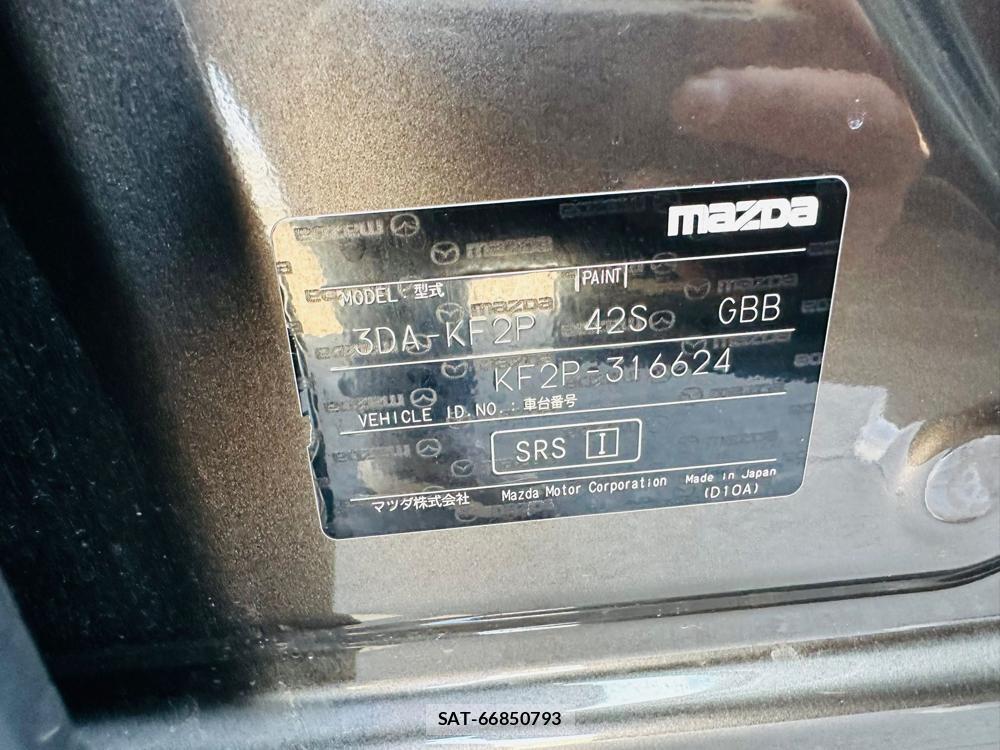 mazda
MODEL:型式
PAINT
3DA-KF2P 42S GBB
KF2P-316624
VEHICLE ID.NO.:車台番号
SRS I
マツダ株式会社 Mazda Motor Corporation Made in Japan
(D10A)
SAT-66850793